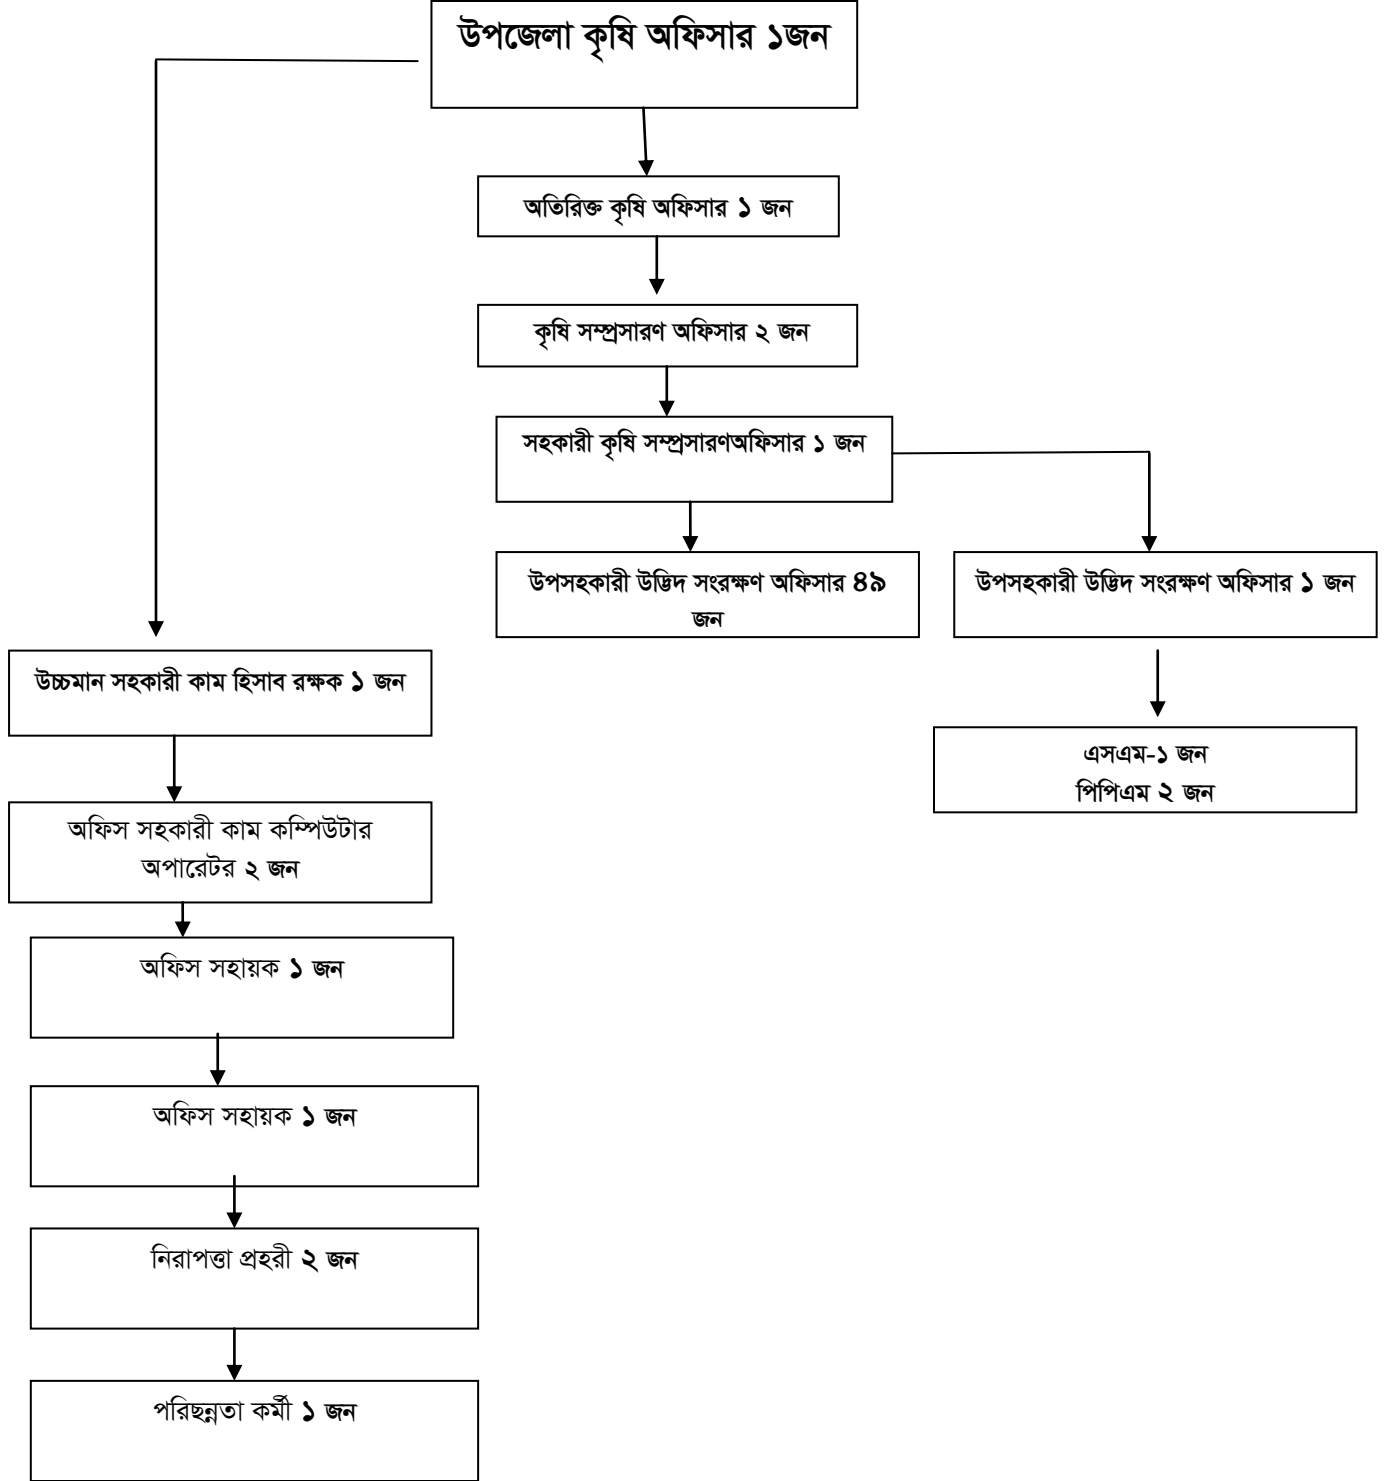 উপজেলা কৃষি অফিসার ১জন
অতিরিক্ত কৃষি অফিসার ১ জন
কৃষি সম্প্রসারণ অফিসার ২ জন
সহকারী কৃষি সম্প্রসারণঅফিসার ১ জন
উপসহকারী উদ্ভিদ সংরক্ষণ অফিসার ৪৯
জন
উপসহকারী উদ্ভিদ সংরক্ষণ অফিসার ১ জন
এসএম-১ জন
পিপিএম ২ জন
উচ্চমান সহকারী কাম হিসাব রক্ষক ১ জন
অফিস সহকারী কাম কম্পিউটার
অপারেটর ২ জন
অফিস সহায়ক ১ জন
অফিস সহায়ক ১ জন
নিরাপত্তা প্রহরী ২ জন
পরিছন্নতা কর্মী ১ জন